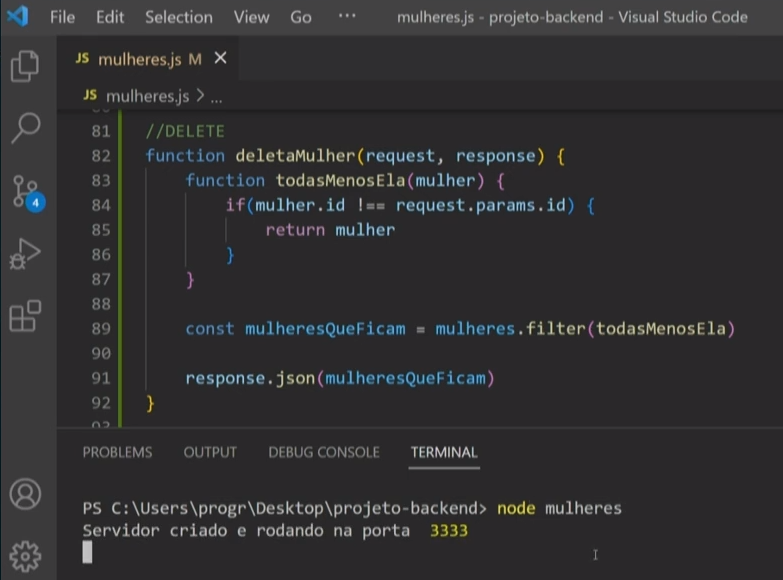 File Edit Selection View Go ··· mulheres.js - projeto-backend - Visual Studio Code
JS mulheres.js M ×
JS mulheres.js > ...
81 //DELETE
82 function deletaMulher(request, response) {
83 function todasMenosEla(mulher) {
84 if(mulher.id !== request.params.id) {
85 return mulher
86 }
87 }
88
89 const mulheresQueFicam = mulheres.filter(todasMenosEla)
90
91 response.json(mulheresQueFicam)
92 }
4
PROBLEMS OUTPUT DEBUG CONSOLE TERMINAL
PS C:\Users\progr\Desktop\projeto-backend> node mulheres
Servidor criado e rodando na porta 3333